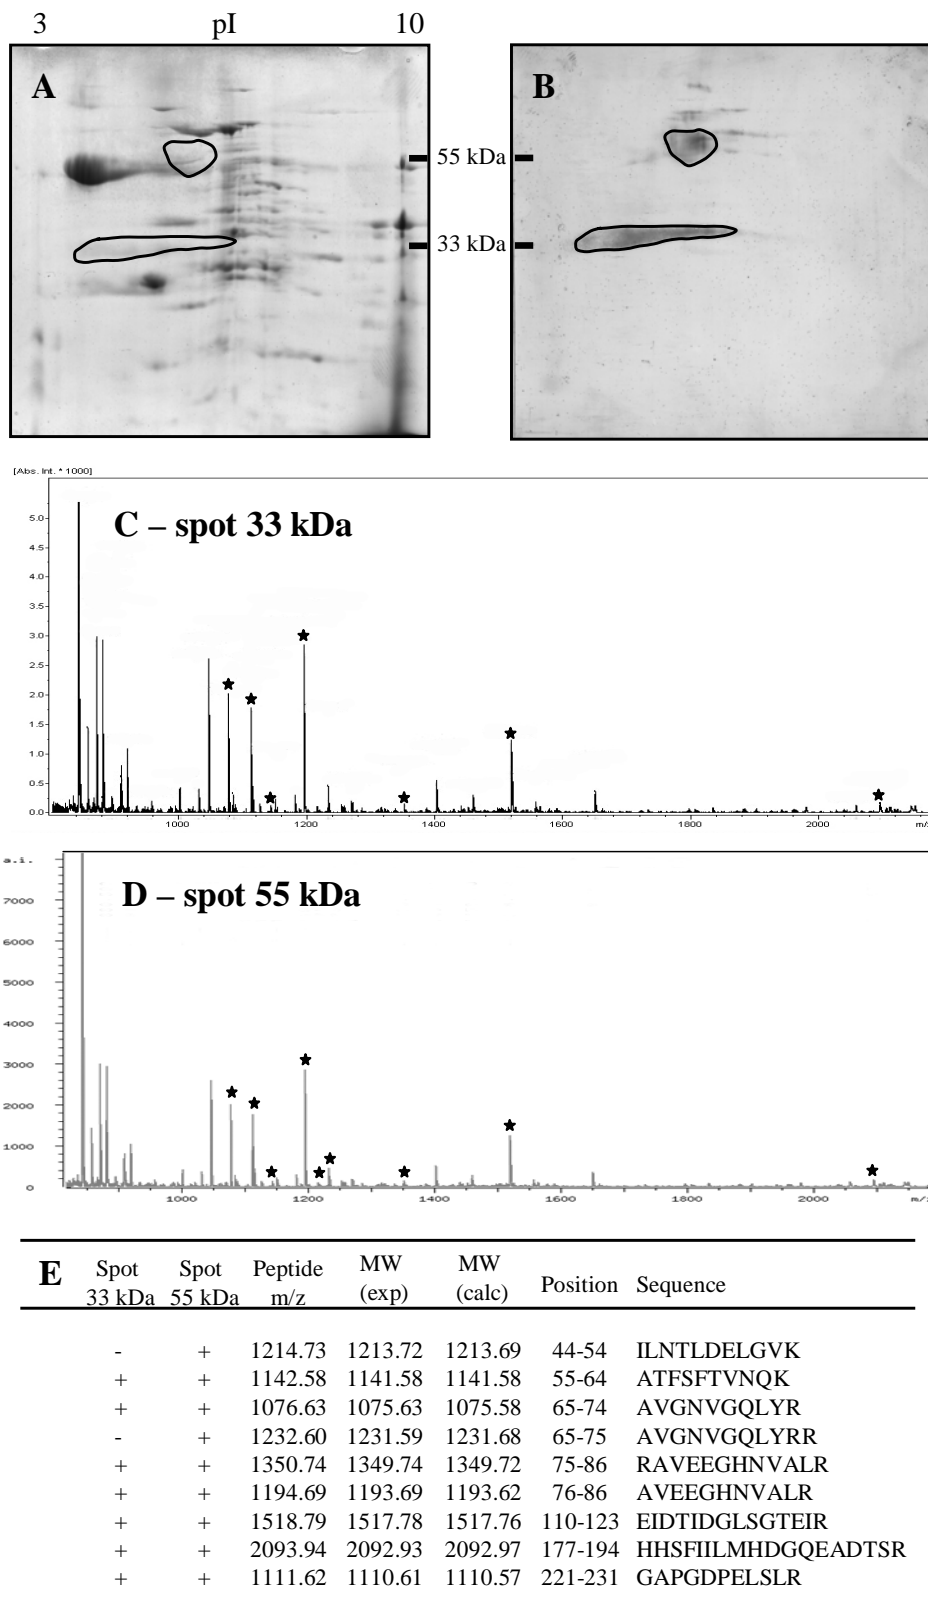 3 pI 10
A B
55 kDa
33 kDa
[Abs. Int. * 1000]
C – spot 33 kDa
5.0
4.5
4.0
3.5
3.0
2.5
2.0
1.5
1.0
0.5
0.0
1000 1200 1400 1600 1800 2000 m/z
a.i.
D – spot 55 kDa
7000
6000
5000
4000
3000
2000
1000
0
1000 1200 1400 1600 1800 2000 m/z
E Spot 33 kDa Spot 55 kDa Peptide m/z MW (exp) MW (calc) Position Sequence
- + 1214.73 1213.72 1213.69 44-54 ILNTLDELGVK
+ + 1142.58 1141.58 1141.58 55-64 ATFSFTVNQK
+ + 1076.63 1075.63 1075.58 65-74 AVGNVGQLYR
- + 1232.60 1231.59 1231.68 65-75 AVGNVGQLYRR
+ + 1350.74 1349.74 1349.72 75-86 RAVEEGHNVALR
+ + 1194.69 1193.69 1193.62 76-86 AVEEGHNVALR
+ + 1518.79 1517.78 1517.76 110-123 EIDTIDGLSGTEIR
+ + 2093.94 2092.93 2092.97 177-194 HHSFIILMHDGQEADTSR
+ + 1111.62 1110.61 1110.57 221-231 GAPGDPELSLR